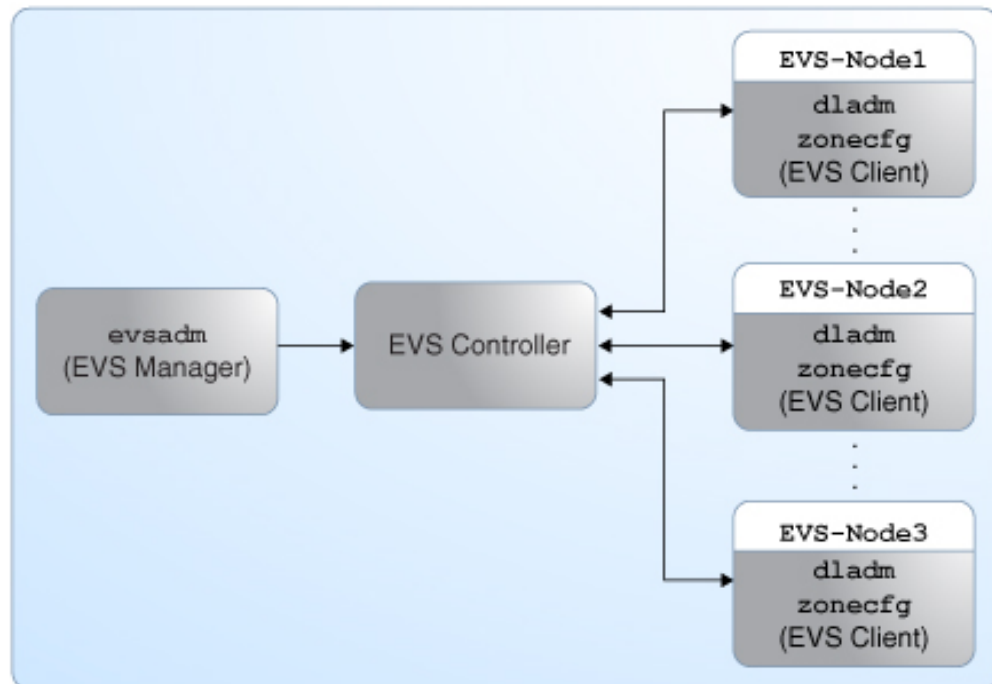 EVS-Node1
dladm
zonecfg
(EVS Client)
evsadm
(EVS Manager)
EVS Controller
EVS-Node2
dladm
zonecfg
(EVS Client)
EVS-Node3
dladm
zonecfg
(EVS Client)